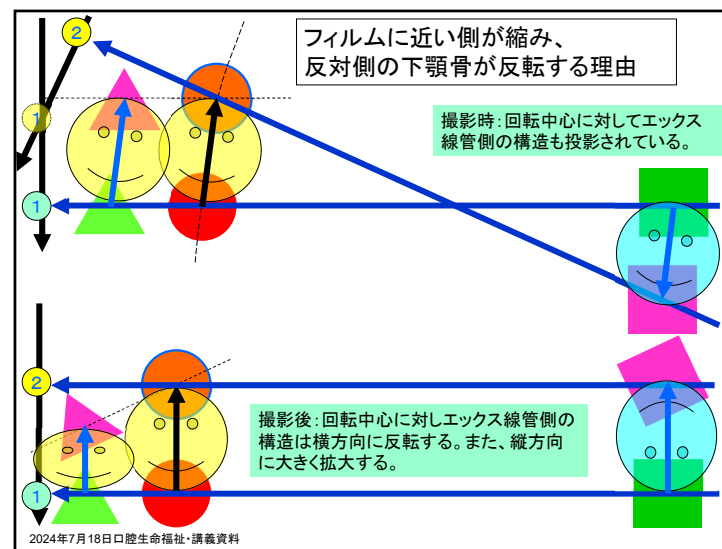 フィルムに近い側が縮み、
反対側の下顎骨が反転する理由
2
1
1
撮影時:回転中心に対してエックス
線管側の構造も投影されている。
2
1
撮影後:回転中心に対しエックス線管側の
構造は横方向に反転する。また、縦方向
に大きく拡大する。
2024年7月18日口腔生命福祉・講義資料